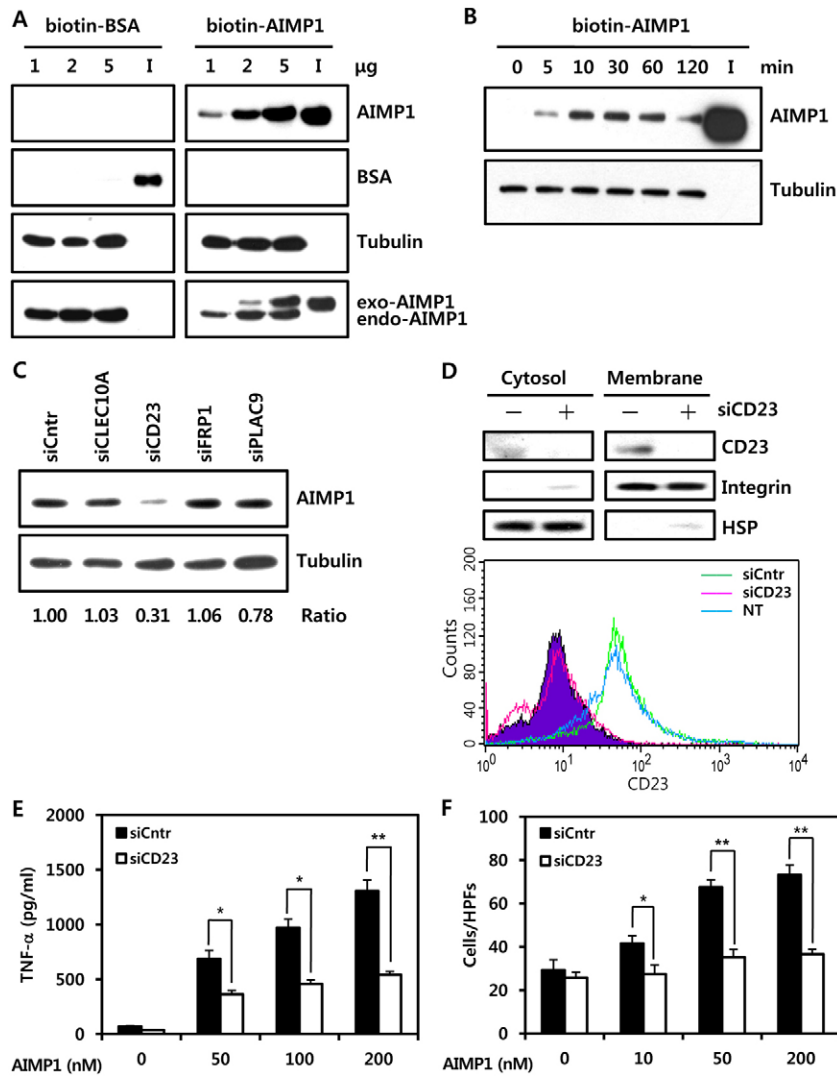 A
biotin-BSA
biotin-AIMP1
1 2 5 I
1 2 5 I µg
AIMP1
BSA
Tubulin
exo-AIMP1
endo-AIMP1
B
biotin-AIMP1
0 5 10 30 60 120 I min
AIMP1
Tubulin
C
siCntr
siCLEC10A
siCD23
siFRP1
siPLAC9
AIMP1
Tubulin
1.00 1.03 0.31 1.06 0.78 Ratio
D
Cytosol Membrane
− + − + siCD23
CD23
Integrin
HSP
200
160
120
80
40
0
Counts
siCntr
siCD23
NT
10⁰ 10¹ 10² 10³ 10⁴
CD23
E
2000
1500
1000
500
0
TNF-α (pg/ml)
siCntr
siCD23
*
*
**
AIMP1 (nM) 0 50 100 200
F
100
80
60
40
20
0
Cells/HPFs
siCntr
siCD23
*
**
**
AIMP1 (nM) 0 10 50 200